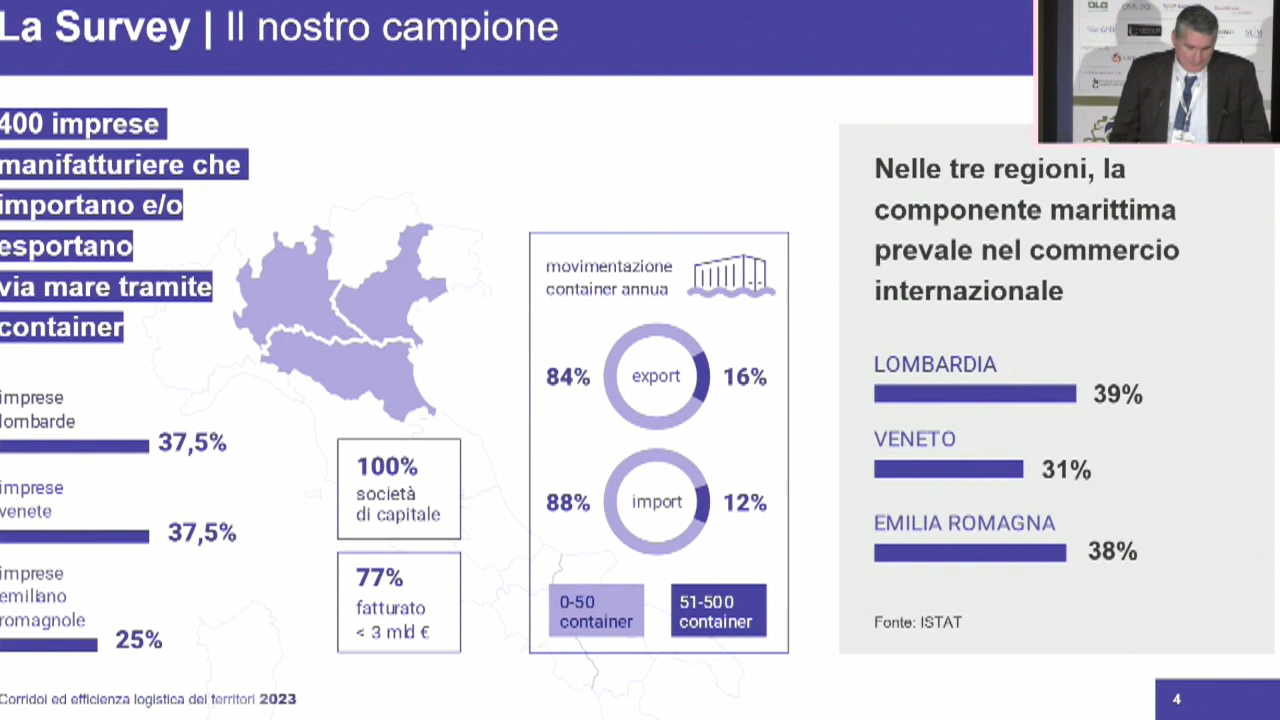 La Survey | Il nostro campione
400 imprese
manifatturiere che
importano e/o
esportano
via mare tramite
container
imprese
lombarde
37,5%
imprese
venete
37,5%
imprese
emiliano
romagnole
25%
100%
società
di capitale
77%
fatturato
< 3 mld €
movimentazione
container annua
84%
export
16%
88%
import
12%
0-50
container
51-500
container
Nelle tre regioni, la
componente marittima
prevale nel commercio
internazionale
LOMBARDIA
39%
VENETO
31%
EMILIA ROMAGNA
38%
Fonte: ISTAT
Corridoi ed efficienza logistica dei territori 2023
4